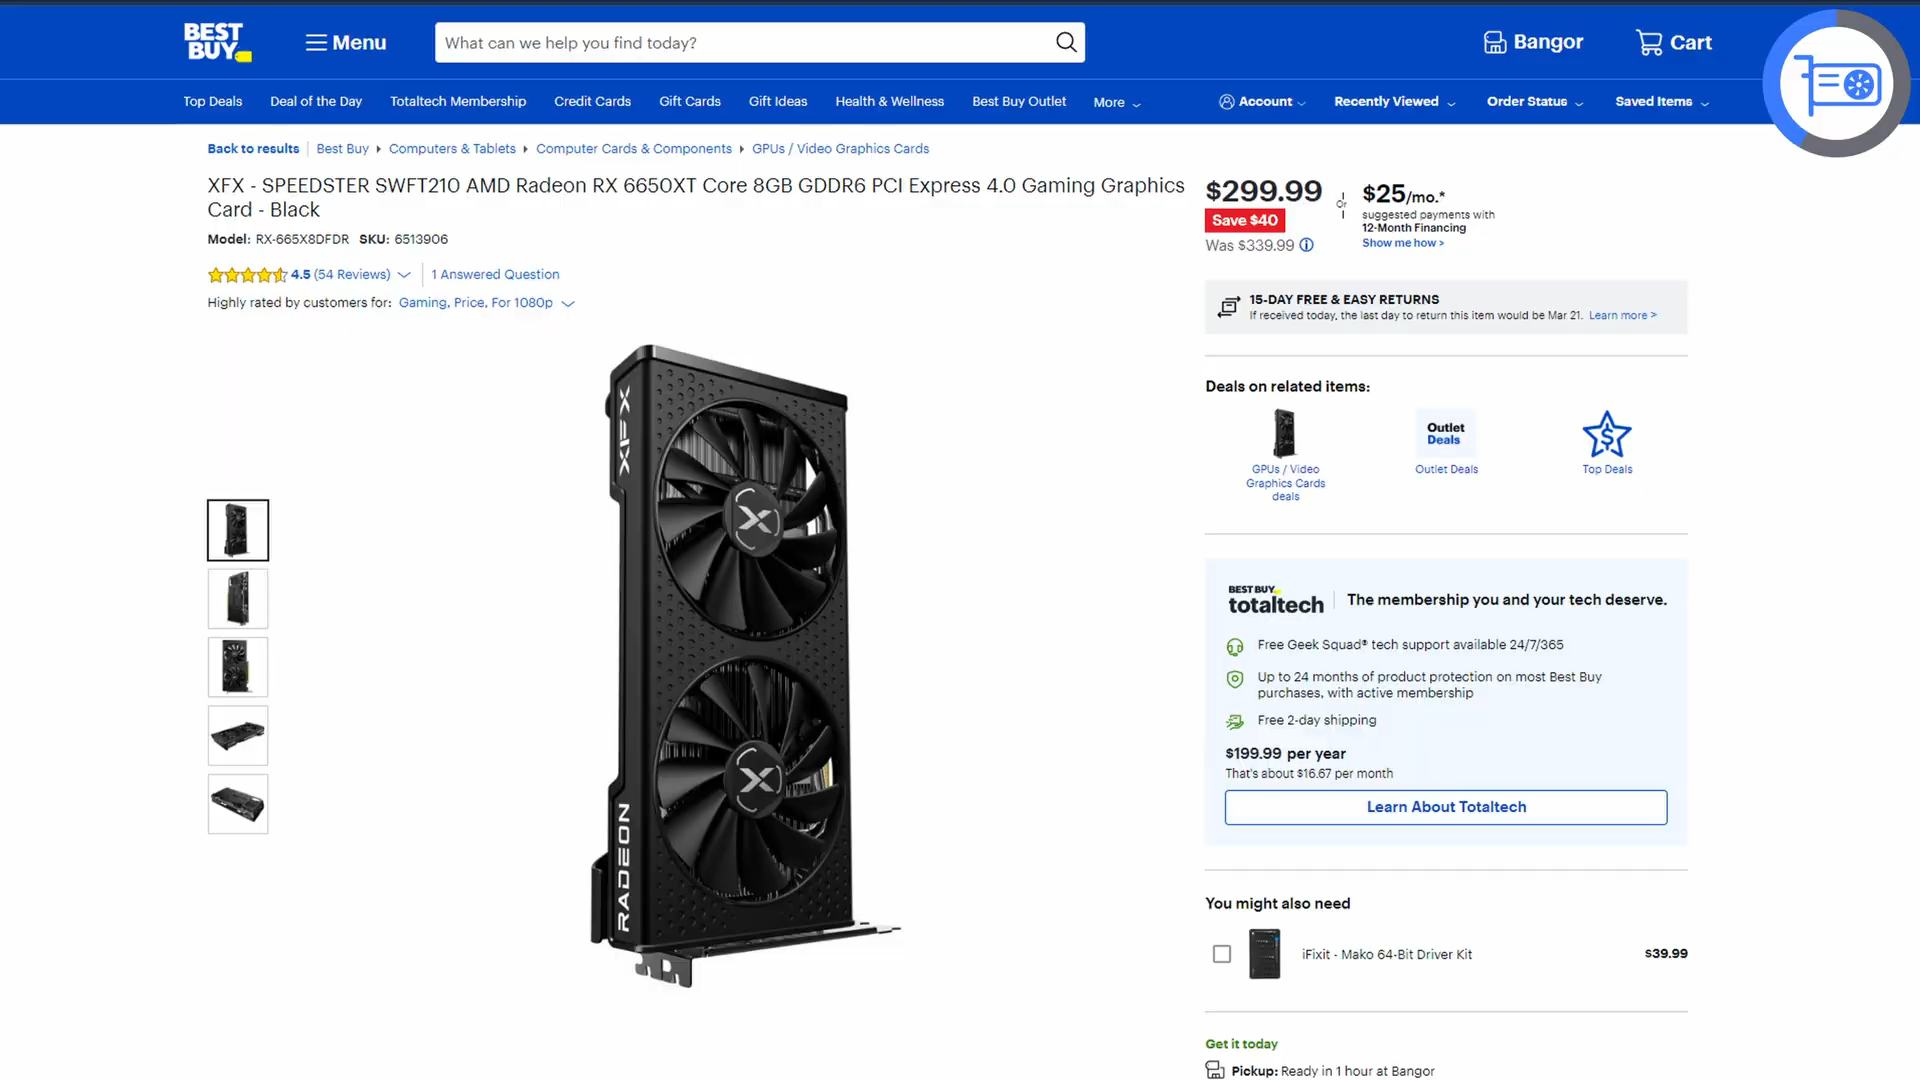 BEST BUY
Menu
What can we help you find today?
Bangor
Cart
Top Deals
Deal of the Day
Totaltech Membership
Credit Cards
Gift Cards
Gift Ideas
Health & Wellness
Best Buy Outlet
More
Account
Recently Viewed
Order Status
Saved Items
Back to results
Best Buy
Computers & Tablets
Computer Cards & Components
GPUs / Video Graphics Cards
XFX - SPEEDSTER SWFT210 AMD Radeon RX 6650XT Core 8GB GDDR6 PCI Express 4.0 Gaming Graphics
Card - Black
Model: RX-665X8DFDR SKU: 6513906
4.5 (54 Reviews)
1 Answered Question
Highly rated by customers for: Gaming, Price, For 1080p
XFX
RADEON
$299.99
Save $40
Was $339.99
or
$25/mo.*
suggested payments with
12-Month Financing
Show me how >
15-DAY FREE & EASY RETURNS
If received today, the last day to return this item would be Mar 21. Learn more >
Deals on related items:
GPUs / Video
Graphics Cards
deals
Outlet
Deals
Outlet Deals
Top Deals
BEST BUY
totaltech
The membership you and your tech deserve.
Free Geek Squad® tech support available 24/7/365
Up to 24 months of product protection on most Best Buy
purchases, with active membership
Free 2-day shipping
$199.99 per year
That's about $16.67 per month
Learn About Totaltech
You might also need
iFixit - Mako 64-Bit Driver Kit
$39.99
Get it today
Pickup: Ready in 1 hour at Bangor